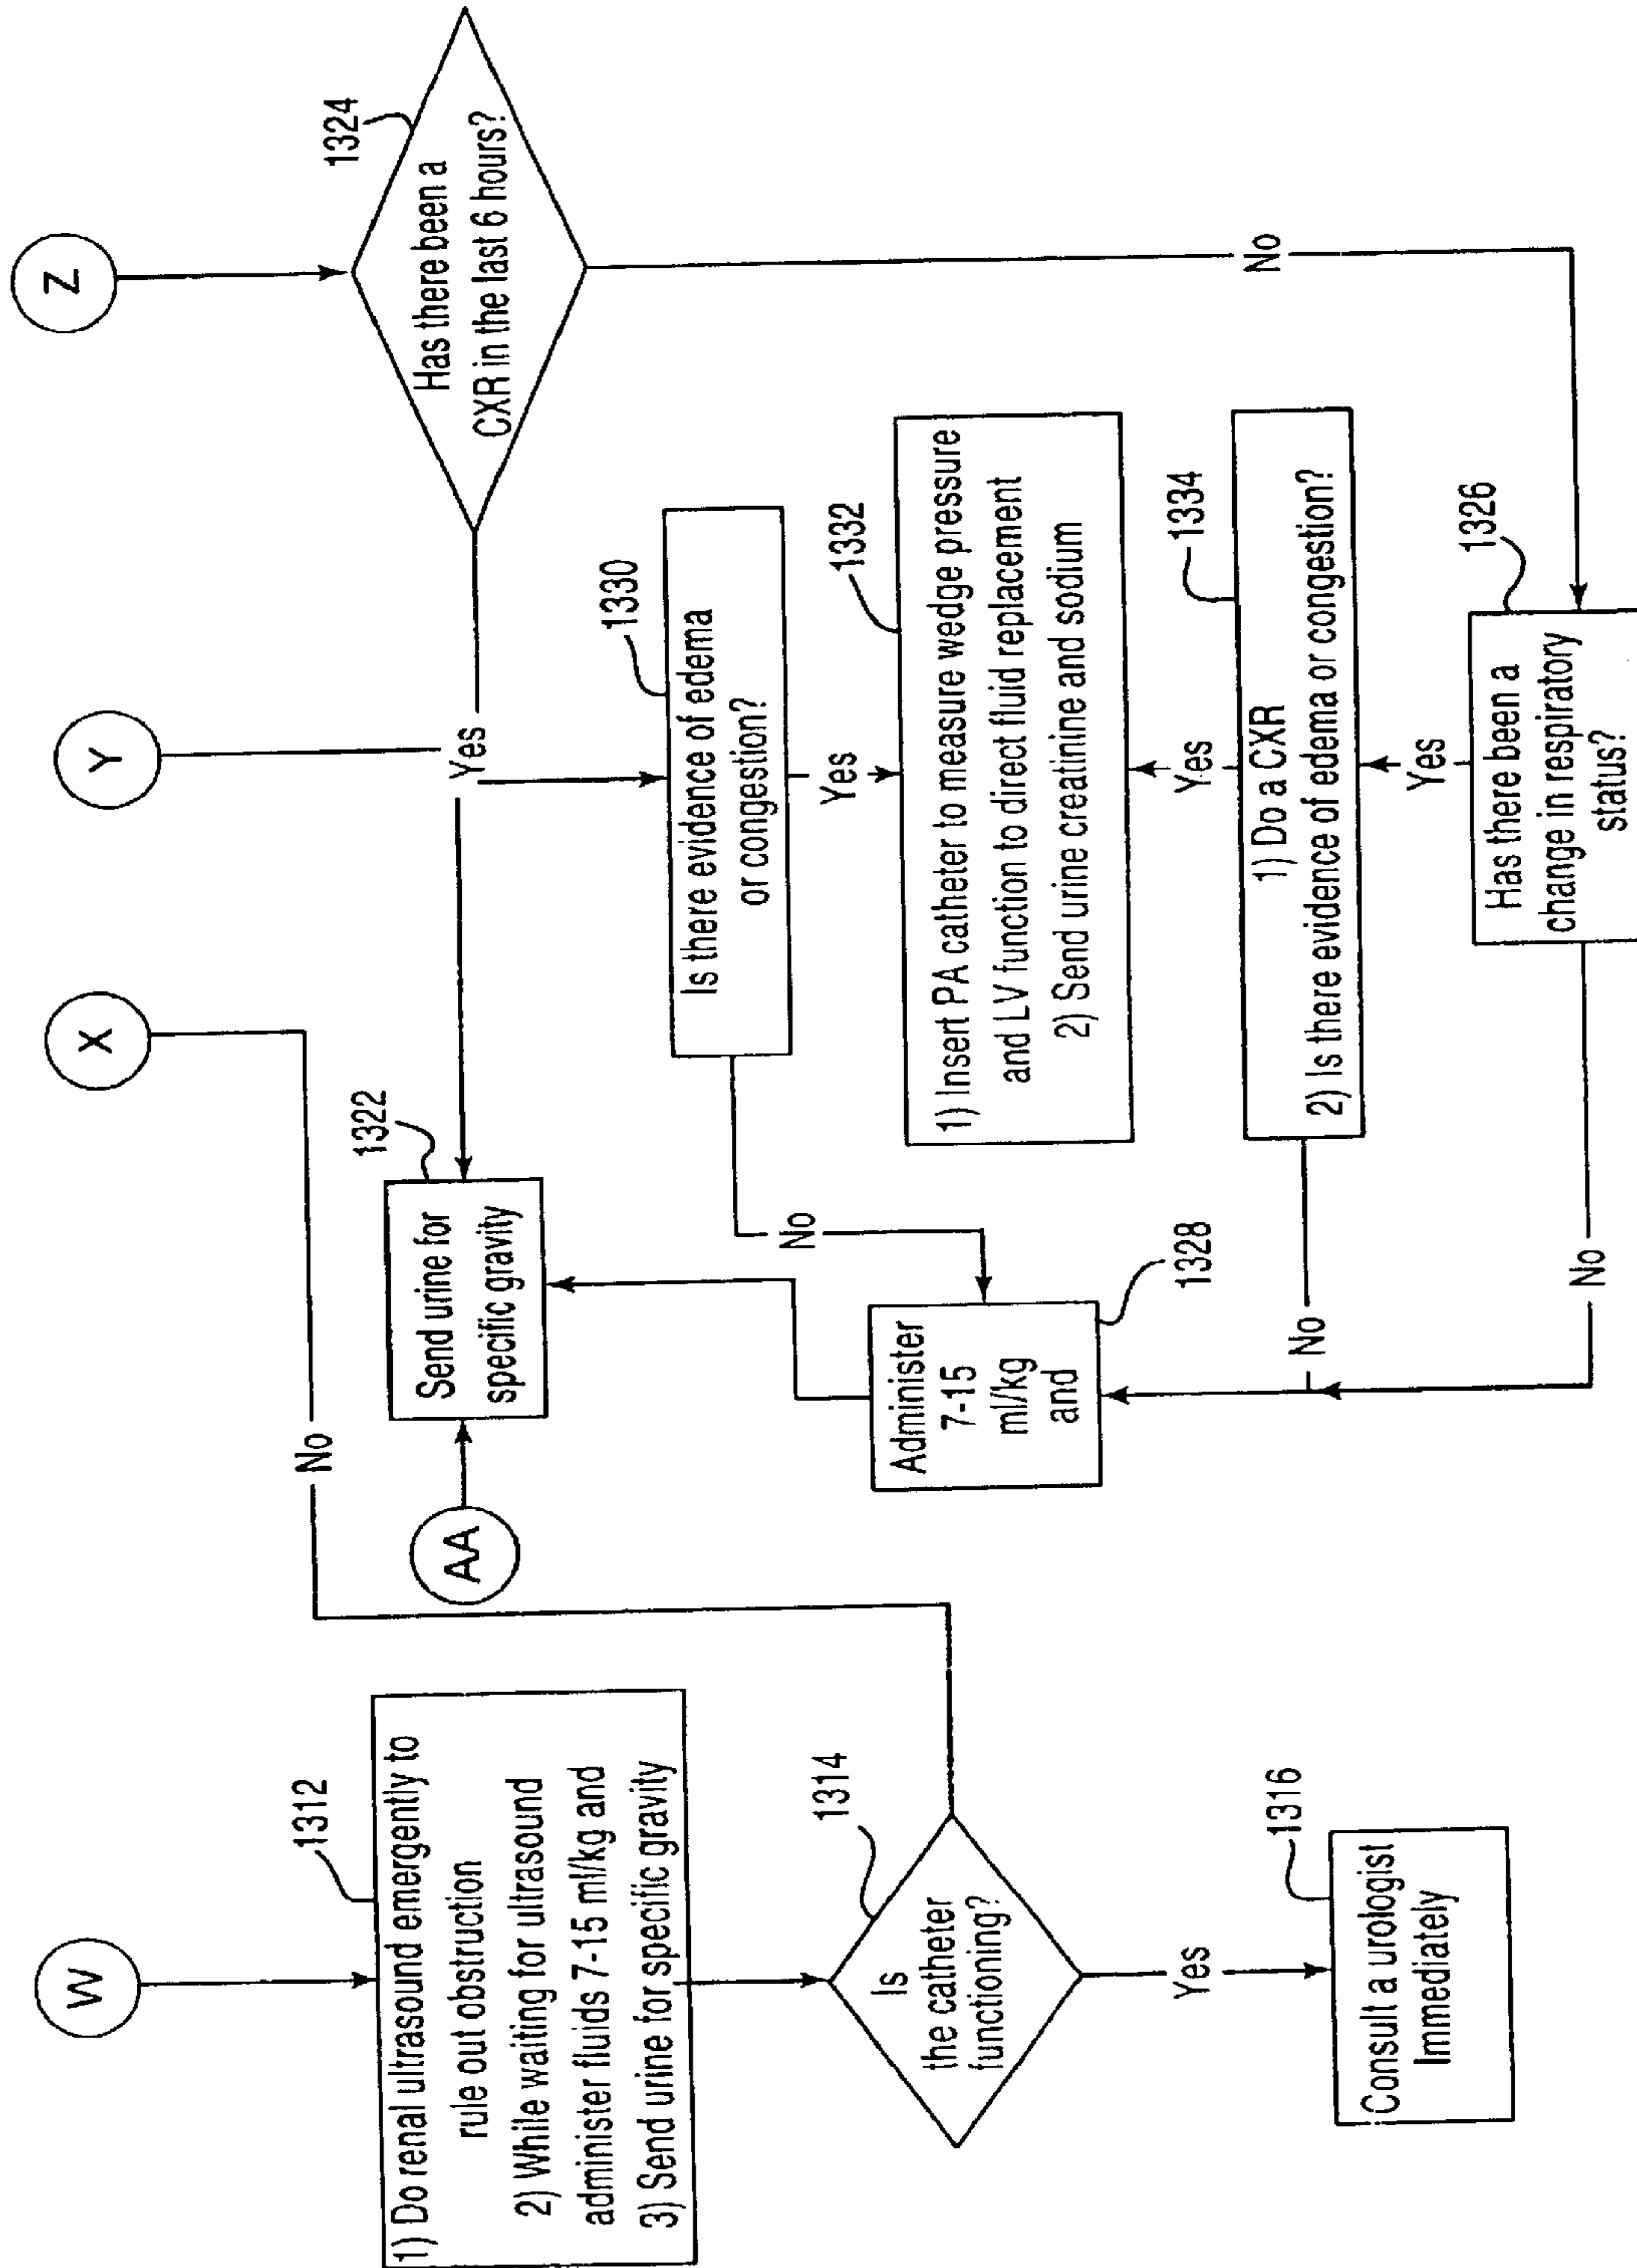 W
1312
1) Do renal ultrasound emergently to
rule out obstruction
2) While waiting for ultrasound
administer fluids 7-15 ml/kg and
3) Send urine for specific gravity
1314
Is
the catheter
functioning?
Yes
1316
Consult a urologist
Immediately
No
X
AA
1322
Send urine for
specific gravity
Y
Yes
Z
1324
Has there been a
CXR in the last 6 hours?
No
1330
Is there evidence of edema
or congestion?
No
Yes
1328
Administer
7-15
ml/kg
and
1332
1) Insert PA catheter to measure wedge pressure
and LV function to direct fluid replacement
2) Send urine creatinine and sodium
Yes
1334
1) Do a CXR
2) Is there evidence of edema or congestion?
No
Yes
1326
Has there been a
change in respiratory
status?
No